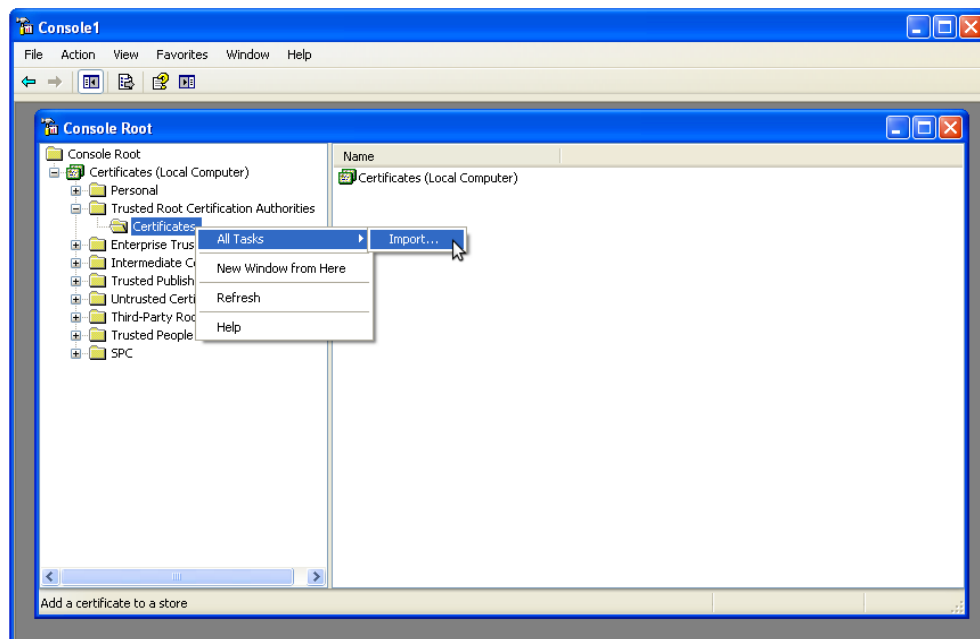 Console1
File Action View Favorites Window Help
Console Root
Console Root
Name
Certificates (Local Computer)
Certificates (Local Computer)
Personal
Trusted Root Certification Authorities
Certificates
All Tasks
Import...
Enterprise Trus
Intermediate C
New Window from Here
Trusted Publish
Untrusted Certi
Refresh
Third-Party Roo
Trusted People
Help
SPC
Add a certificate to a store